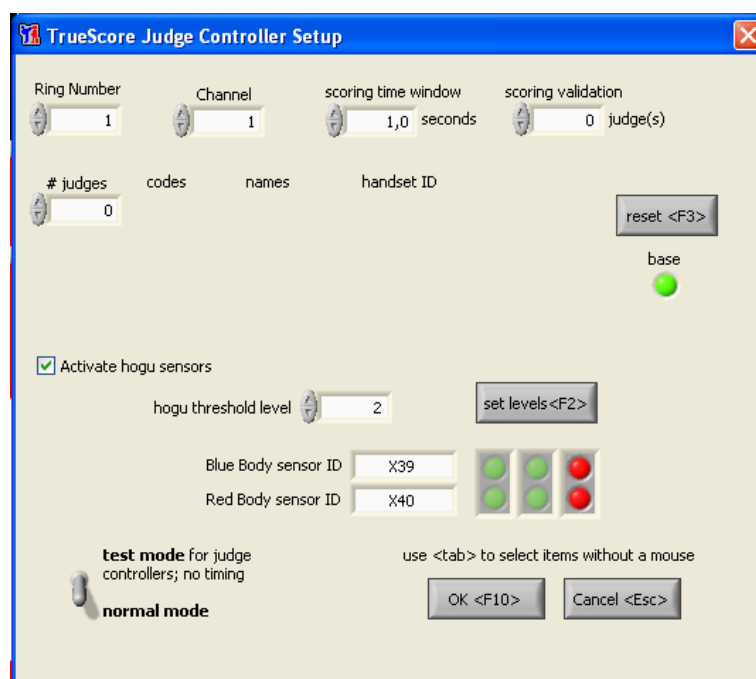 TrueScore Judge Controller Setup
Ring Number
Channel
scoring time window
scoring validation
1
1
1,0 seconds
0 judge(s)
# judges
codes
names
handset ID
0
reset <F3>
base
Activate hogu sensors
hogu threshold level
2
set levels<F2>
Blue Body sensor ID
X39
Red Body sensor ID
X40
test mode for judge
controllers; no timing
normal mode
use <tab> to select items without a mouse
OK <F10>
Cancel <Esc>